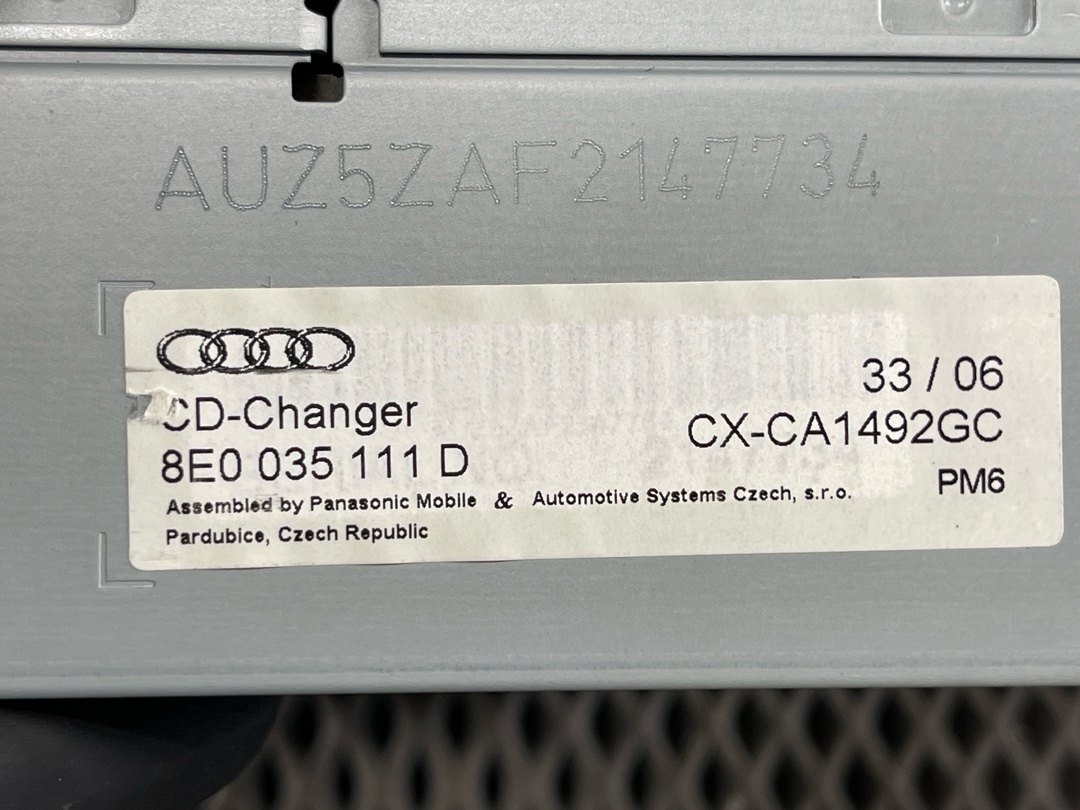 AUZ5ZAF2147734
33 / 06
CD-Changer
CX-CA1492GC
8E0 035 111 D
PM6
Assembled by Panasonic Mobile & Automotive Systems Czech, s.r.o.
Pardubice, Czech Republic